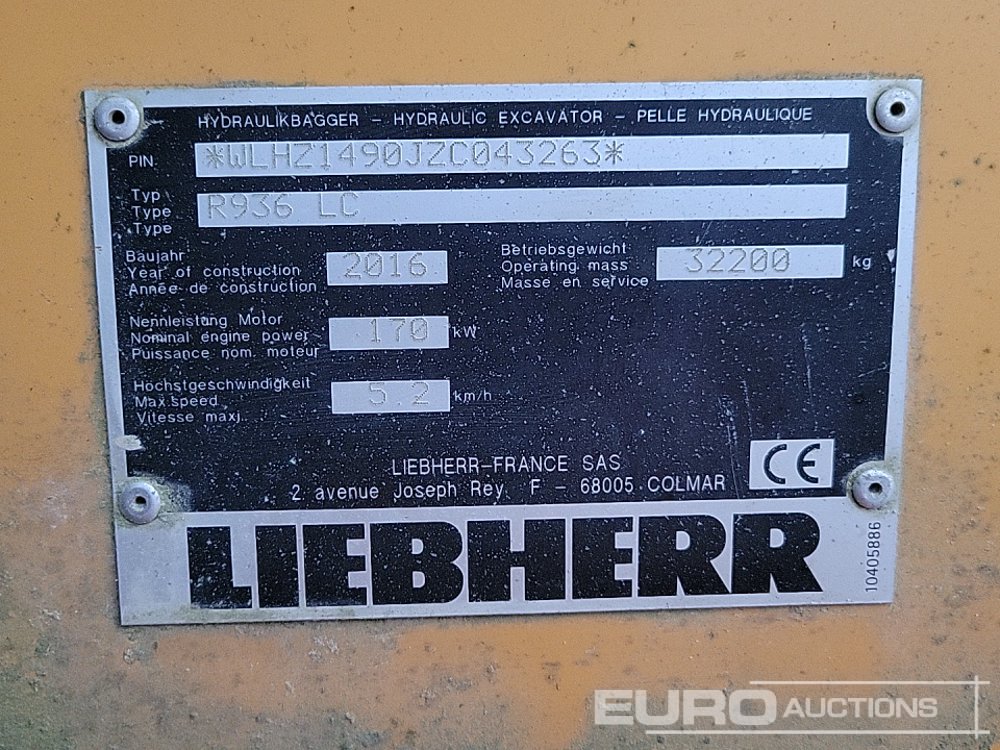 HYDRAULIKBAGGER - HYDRAULIC EXCAVATOR - PELLE HYDRAULIQUE
PIN. *WLHZ1490JZC043263*
Typ
Type R936 LC
Type
Baujahr
Year of construction 2016
Année de construction
Betriebsgewicht
Operating mass 32200 kg
Masse en service
Nennleistung Motor
Nominal engine power 170 kW
Puissance nom. moteur
Höchstgeschwindigkeit
Max.speed 5.2 km/h
Vitesse maxi.
LIEBHERR-FRANCE SAS
2 avenue Joseph Rey F - 68005 COLMAR
CE
LIEBHERR
10405886
EURO AUCTIONS